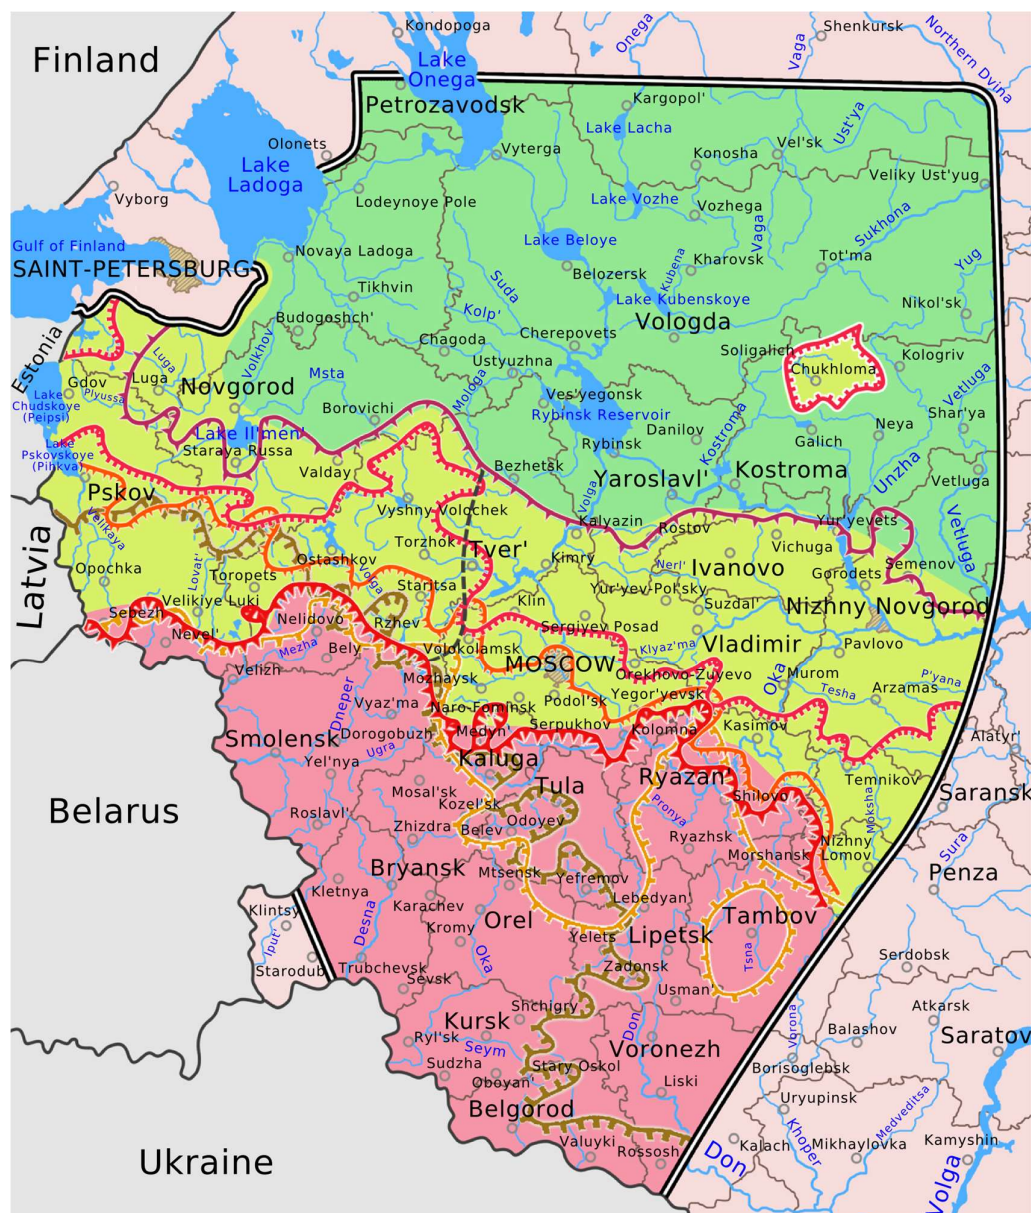 Kondopoga
Onega
Shenkursk
Vaga
Northern Dvina
Finland
Lake
Onega
Petrozavodsk
Kargopol'
Lake Lacha
Ust'ya
Olonets
Vyterga
Vel'sk
Konosha
Veliky Ust'yug
Lake
Ladoga
Vyborg
Lodeynoye Pole
Lake Vozhe
Vozhega
Vaga
Sukhona
Gulf of Finland
SAINT-PETERSBURG
Novaya Ladoga
Lake Beloye
Belozersk
Kubena
Kharovsk
Tot'ma
Yug
Tikhvin
Suda
Lake Kubenskoye
Nikol'sk
Budogoshch'
Kolp'
Cherepovets
Vologda
Estonia
Luga
Volkhov
Chagoda
Ustyuzhna
Soligalich
Kologriv
Chukhloma
Gdov
Plyussa
Luga
Novgorod
Msta
Mologa
Ves'yegonsk
Vetluga
Lake
Chudskoye
(Peipsi)
Borovichi
Rybinsk Reservoir
Danilov
Kostroma
Shar'ya
Neya
Galich
Lake Il'men'
Staraya Russa
Rybinsk
Lake
Pskovskoye
(Pihkva)
Valday
Bezhetsk
Yaroslavl'
Kostroma
Unzha
Vetluga
Pskov
Velikaya
Vyshny Volochek
Volga
Kalyazin
Rostov
Yur'yevets
Vetluga
Latvia
Torzhok
Tver'
Vichuga
Ostashkov
Kimry
Nerl'
Ivanovo
Semenov
Opochka
Lovat'
Toropets
Volga
Staritsa
Yur'yev-Pol'sky
Gorodets
Velikiye Luki
Klin
Suzdal'
Nizhny Novgorod
Sebezh
Nelidovo
Rzhev
Sergiyev Posad
Nevel'
Mezha
Bely
Volokolamsk
Klyaz'ma
Vladimir
Pavlovo
Velizh
MOSCOW
Orekhovo-Zuyevo
Oka
Murom
P'yana
Mozhaysk
Dneper
Vyaz'ma
Naro-Fominsk
Podol'sk
Yegor'yevsk
Tesha
Arzamas
Serpukhov
Kasimov
Smolensk
Dorogobuzh
Medyn'
Kolomna
Alatyr'
Ugra
Kaluga
Yel'nya
Tula
Ryazan'
Temnikov
Saransk
Mosal'sk
Kozel'sk
Shilovo
Moksha
Belarus
Roslavl'
Pronya
Zhizdra
Belev
Odoyev
Ryazhsk
Nizhny
Lomov
Morshansk
Sura
Bryansk
Mtsensk
Yefremov
Penza
Kletnya
Lebedyan'
Karachev
Tambov
Klintsy
Orel
Desna
Kromy
Yelets
Lipetsk
Iput'
Oka
Tsna
Starodub
Trubchevsk
Sevsk
Zadonsk
Serdobsk
Usman'
Shchigry
Atkarsk
Kursk
Don
Vorona
Balashov
Saratov
Ryl'sk
Seym
Voronezh
Sudzha
Stary Oskol
Borisoglebsk
Oboyan'
Liski
Belgorod
Uryupinsk
Medveditsa
Khoper
Valuyki
Kalach
Mikhaylovka
Kamyshin
Ukraine
Rossosh
Don
Volga